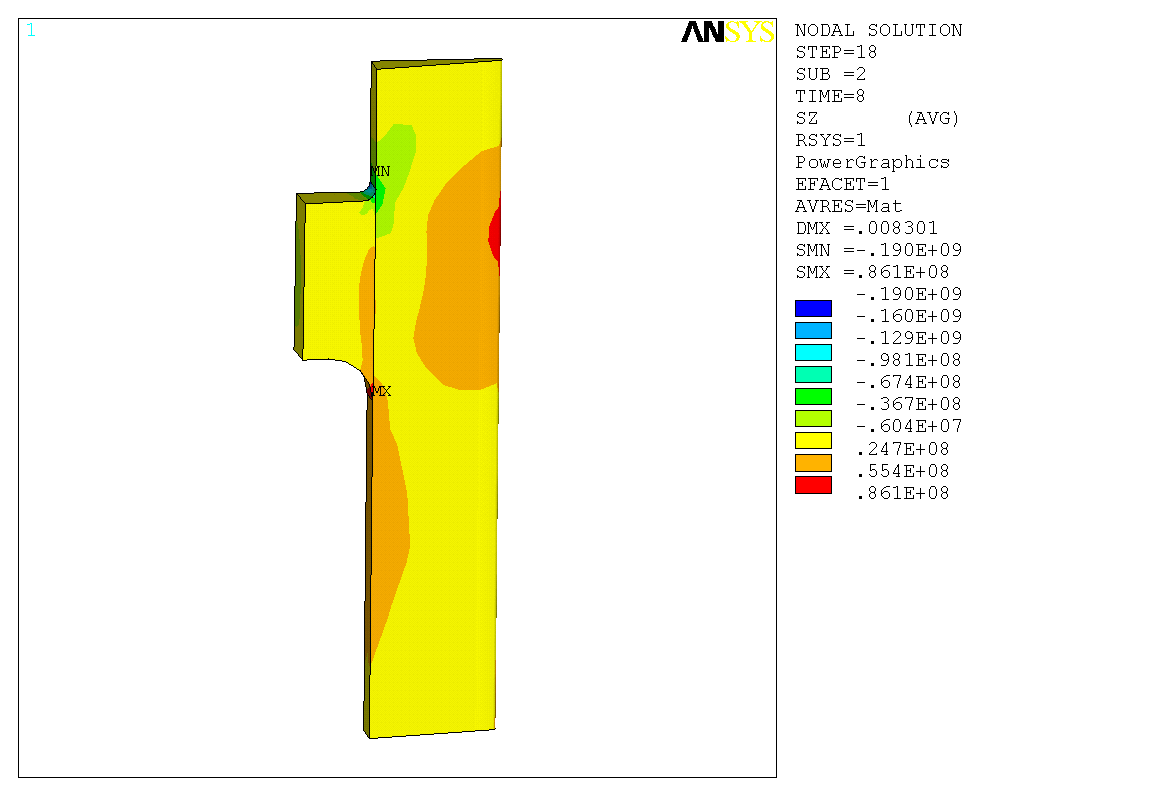 1
ANSYS
NODAL SOLUTION
STEP=18
SUB =2
TIME=8
SZ (AVG)
RSYS=1
PowerGraphics
EFACET=1
AVRES=Mat
DMX =.008301
SMN =-.190E+09
SMX =.861E+08
-.190E+09
-.160E+09
-.129E+09
-.981E+08
-.674E+08
-.367E+08
-.604E+07
.247E+08
.554E+08
.861E+08
MN
MX